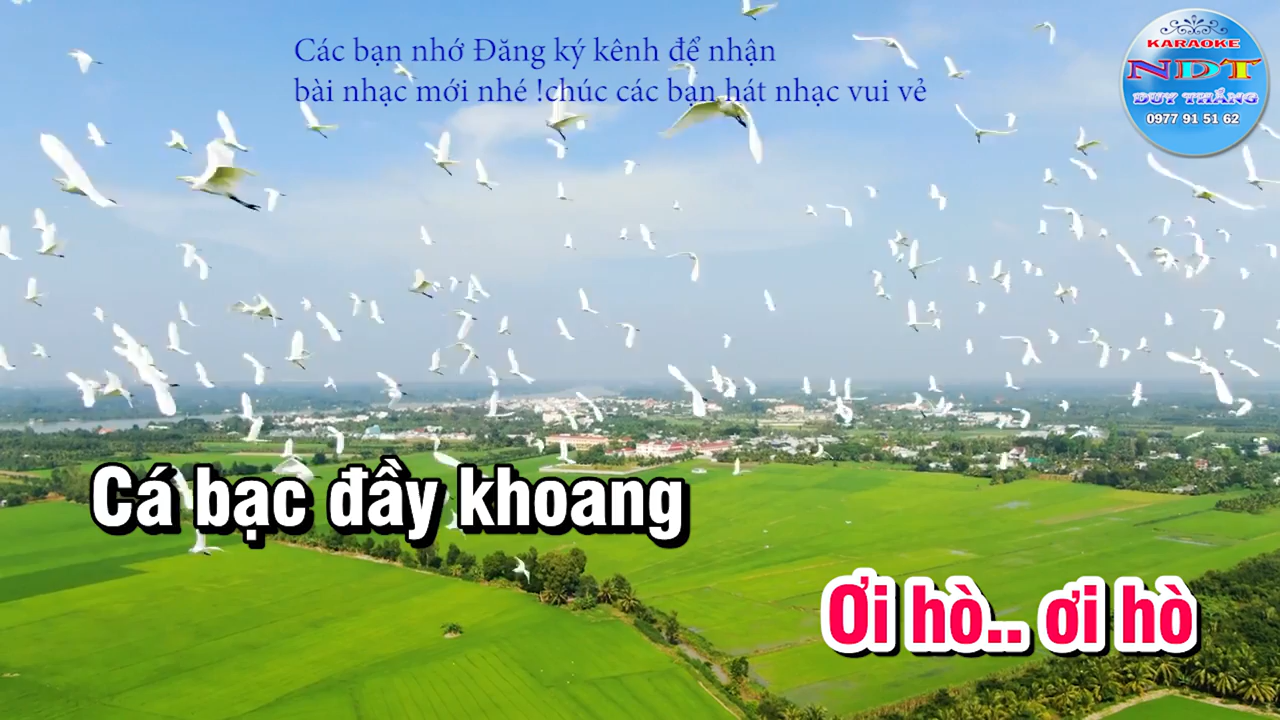 Các bạn nhớ Đăng ký kênh để nhận
bài nhạc mới nhé !chúc các bạn hát nhạc vui vẻ
KARAOKE
NDT
DUY THẮNG
0977 91 51 62
Cá bạc đầy khoang
Ơi hò.. ơi hò